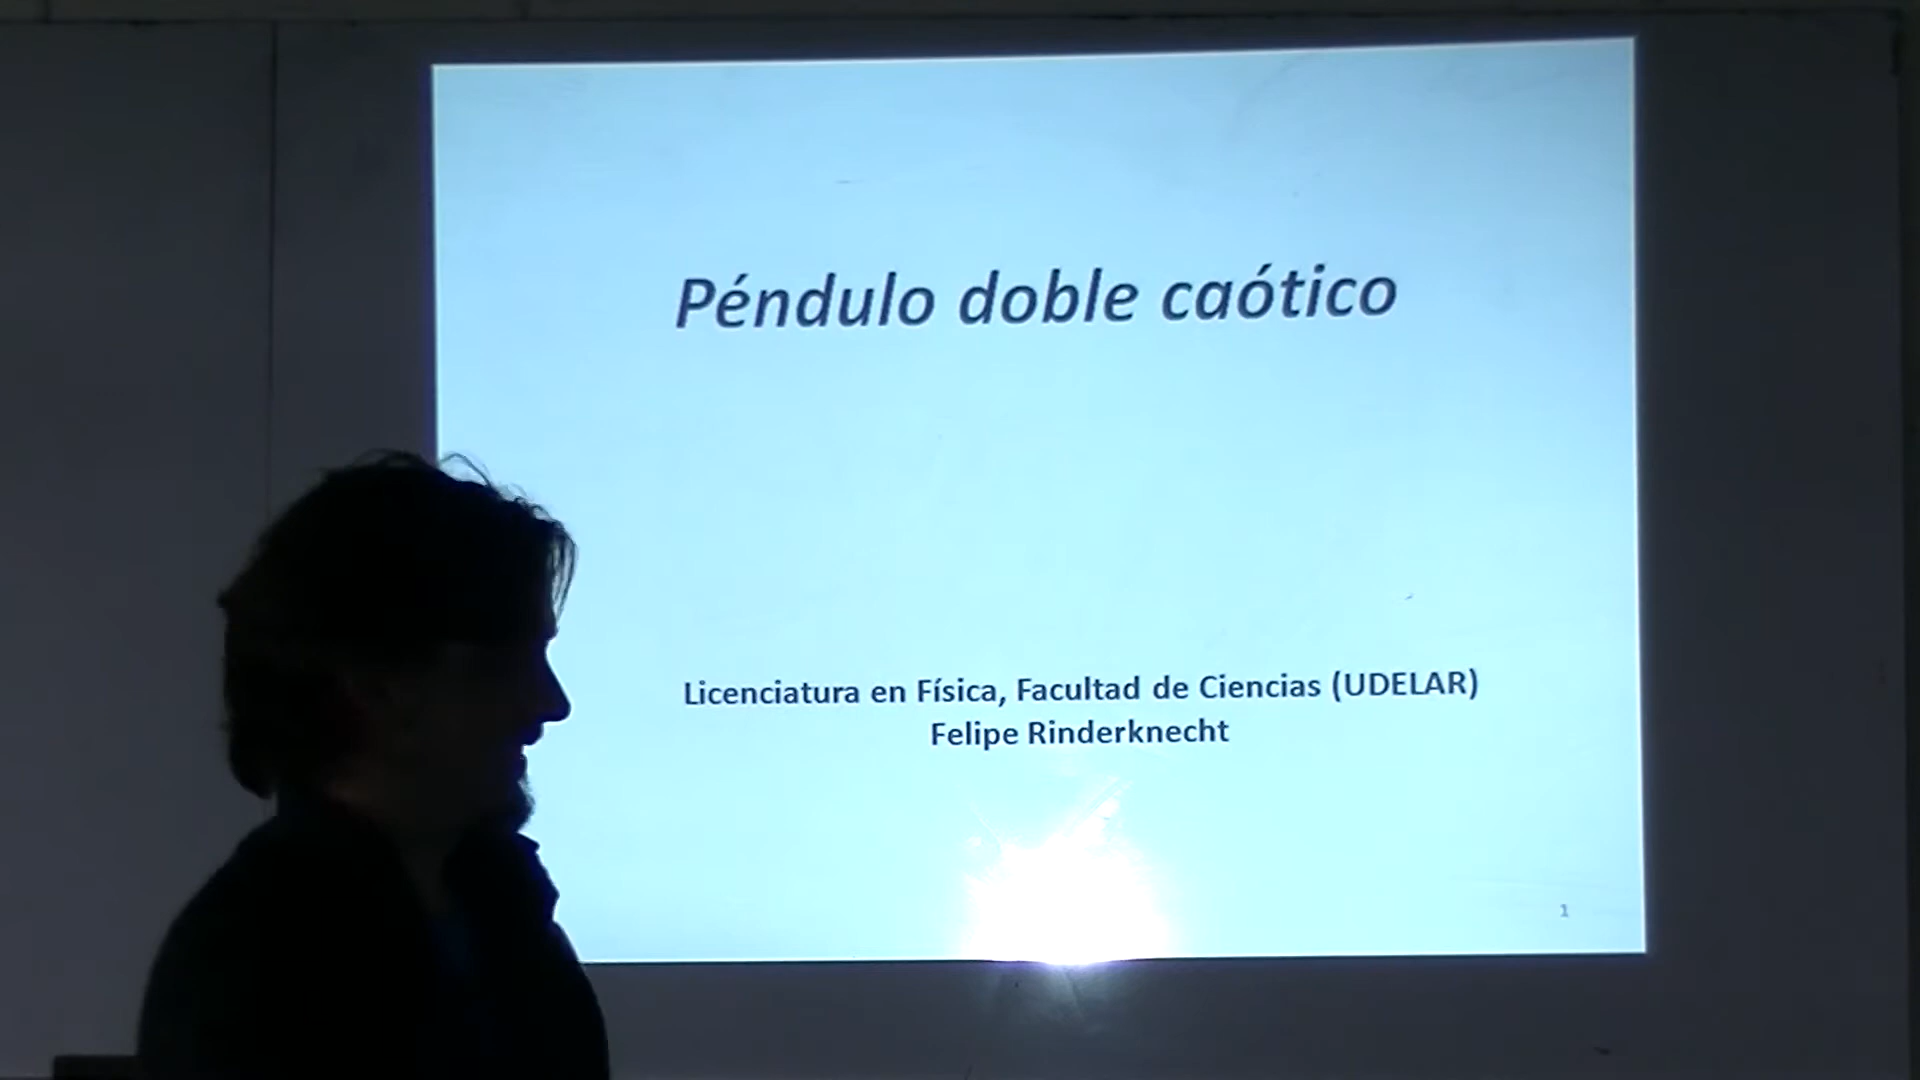 Péndulo doble caótico
Licenciatura en Física, Facultad de Ciencias (UDELAR)
Felipe Rinderknecht
1